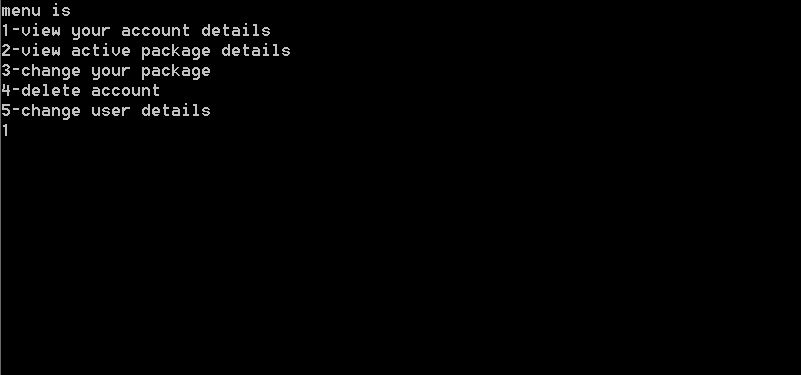 menu is
1-view your account details
2-view active package details
3-change your package
4-delete account
5-change user details
1